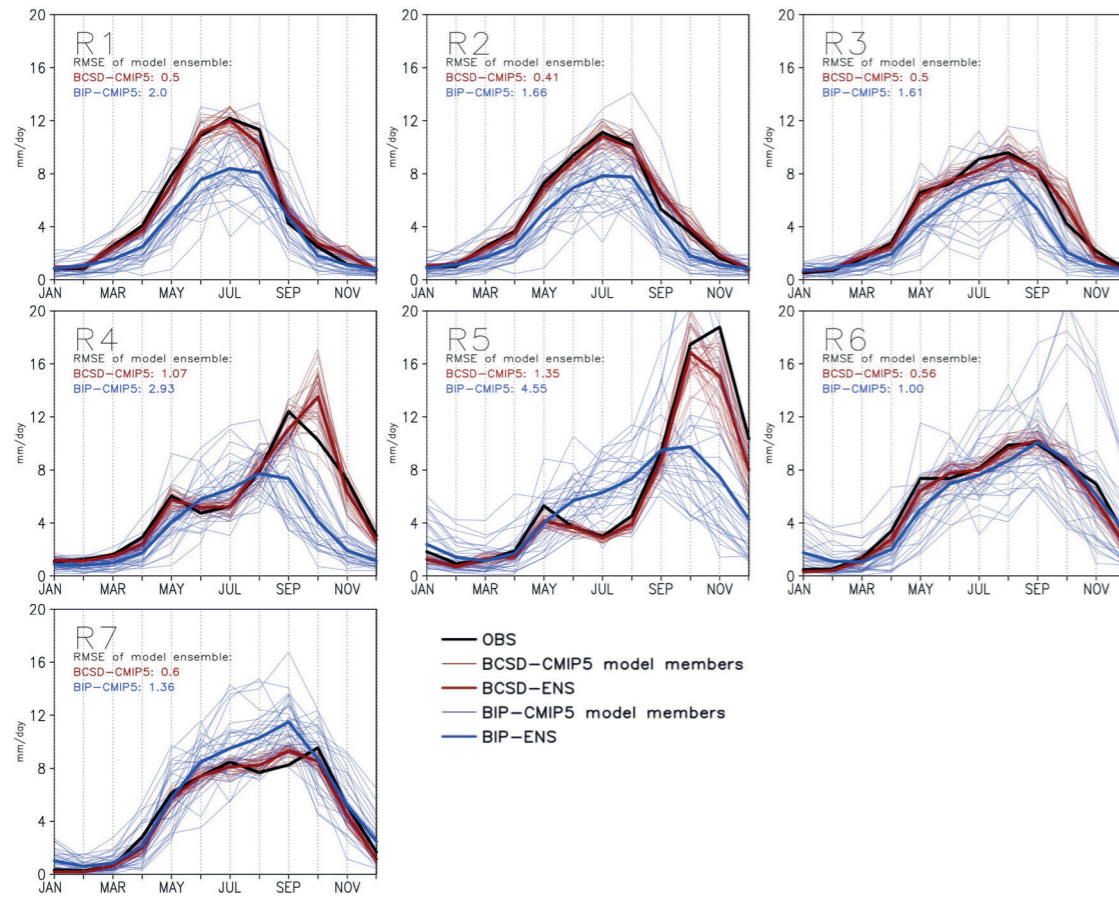 R1
RMSE of model ensemble:
BCSD-CMIP5: 0.5
BIP-CMIP5: 2.0
mm/day
20
16
12
8
4
0
JAN MAR MAY JUL SEP NOV
R2
RMSE of model ensemble:
BCSD-CMIP5: 0.41
BIP-CMIP5: 1.66
mm/day
20
16
12
8
4
0
JAN MAR MAY JUL SEP NOV
R3
RMSE of model ensemble:
BCSD-CMIP5: 0.5
BIP-CMIP5: 1.61
mm/day
20
16
12
8
4
0
JAN MAR MAY JUL SEP NOV
R4
RMSE of model ensemble:
BCSD-CMIP5: 1.07
BIP-CMIP5: 2.93
mm/day
20
16
12
8
4
0
JAN MAR MAY JUL SEP NOV
R5
RMSE of model ensemble:
BCSD-CMIP5: 1.35
BIP-CMIP5: 4.55
mm/day
20
16
12
8
4
0
JAN MAR MAY JUL SEP NOV
R6
RMSE of model ensemble:
BCSD-CMIP5: 0.56
BIP-CMIP5: 1.00
mm/day
20
16
12
8
4
0
JAN MAR MAY JUL SEP NOV
R7
RMSE of model ensemble:
BCSD-CMIP5: 0.6
BIP-CMIP5: 1.36
mm/day
20
16
12
8
4
0
JAN MAR MAY JUL SEP NOV
OBS
BCSD-CMIP5 model members
BCSD-ENS
BIP-CMIP5 model members
BIP-ENS